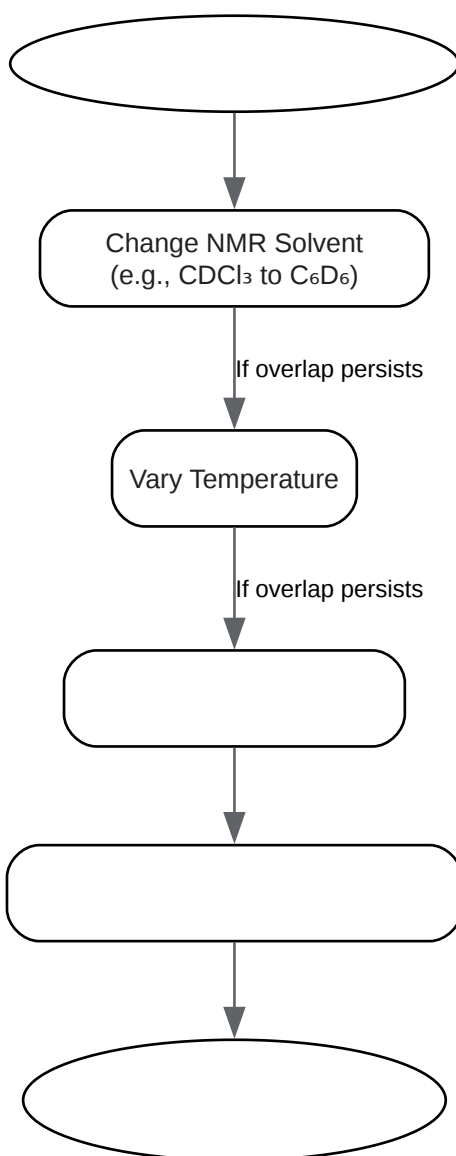 Change NMR Solvent
(e.g., CDCl₃ to C₆D₆)
If overlap persists
Vary Temperature
If overlap persists